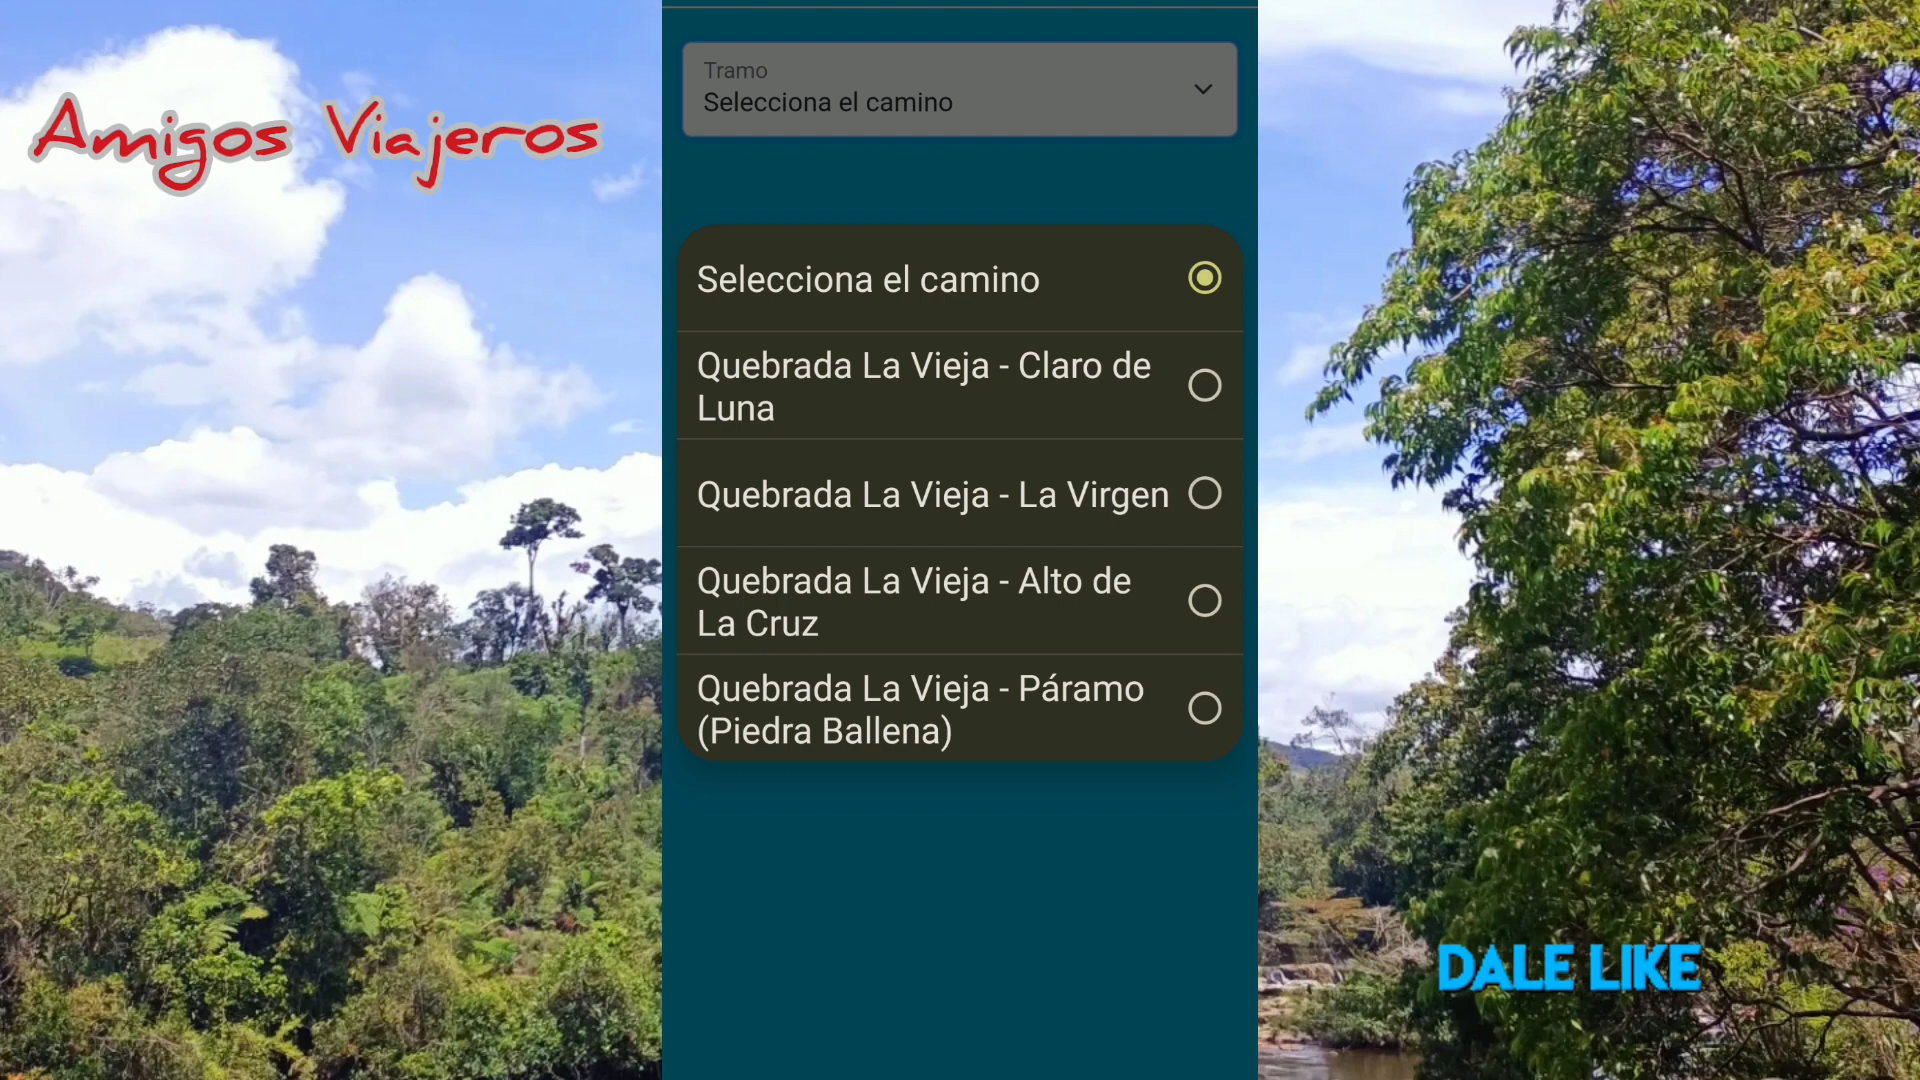 Amigos Viajeros
Tramo
Selecciona el camino
Selecciona el camino
Quebrada La Vieja - Claro de
Luna
Quebrada La Vieja - La Virgen
Quebrada La Vieja - Alto de
La Cruz
Quebrada La Vieja - Páramo
(Piedra Ballena)
DALE LIKE